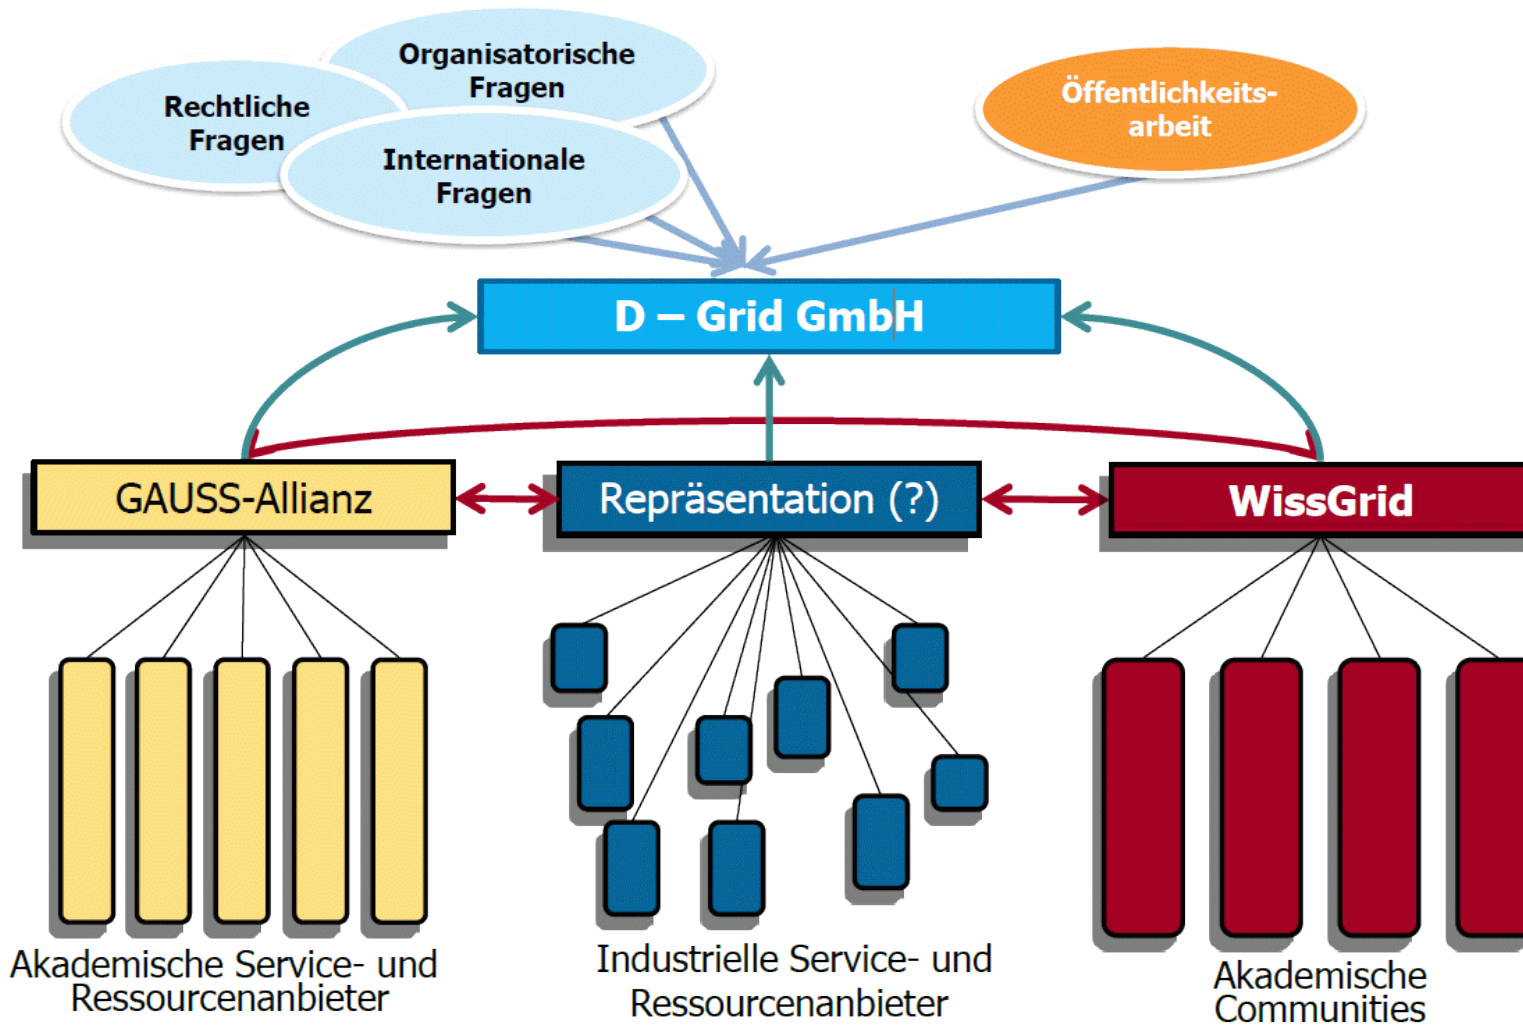 Organisatorische
Fragen
Rechtliche
Fragen
Internationale
Fragen
Öffentlichkeits-
arbeit
D – Grid GmbH
GAUSS-Allianz
Repräsentation (?)
WissGrid
Akademische Service- und
Ressourcenanbieter
Industrielle Service- und
Ressourcenanbieter
Akademische
Communities